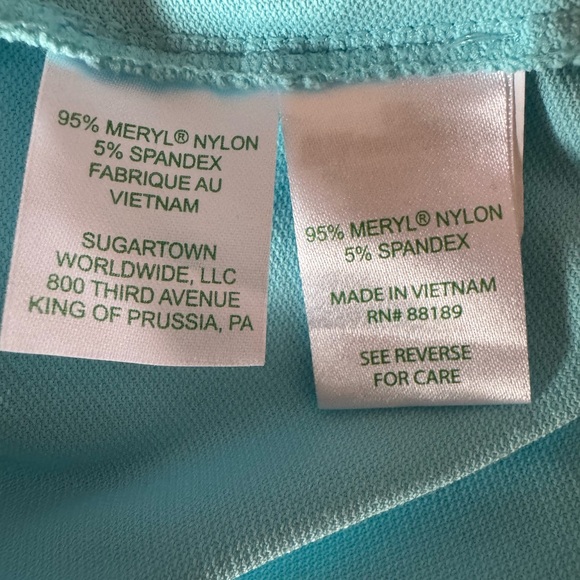 95% MERYL® NYLON
5% SPANDEX
FABRIQUE AU
VIETNAM
SUGARTOWN
WORLDWIDE, LLC
800 THIRD AVENUE
KING OF PRUSSIA, PA
95% MERYL® NYLON
5% SPANDEX
MADE IN VIETNAM
RN# 88189
SEE REVERSE
FOR CARE